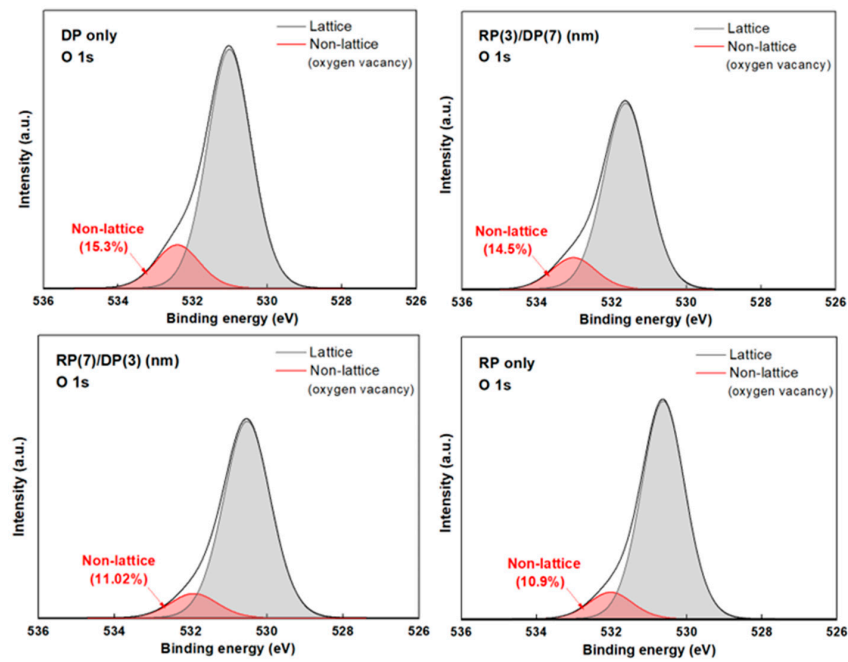 DP only
O 1s
Lattice
Non-lattice
(oxygen vacancy)
Non-lattice
(15.3%)
Intensity (a.u.)
536 534 532 530 528 526
Binding energy (eV)
RP(3)/DP(7) (nm)
O 1s
Lattice
Non-lattice
(oxygen vacancy)
Non-lattice
(14.5%)
Intensity (a.u.)
536 534 532 530 528 526
Binding energy (eV)
RP(7)/DP(3) (nm)
O 1s
Lattice
Non-lattice
(oxygen vacancy)
Non-lattice
(11.02%)
Intensity (a.u.)
536 534 532 530 528 526
Binding energy (eV)
RP only
O 1s
Lattice
Non-lattice
(oxygen vacancy)
Non-lattice
(10.9%)
Intensity (a.u.)
536 534 532 530 528 526
Binding energy (eV)